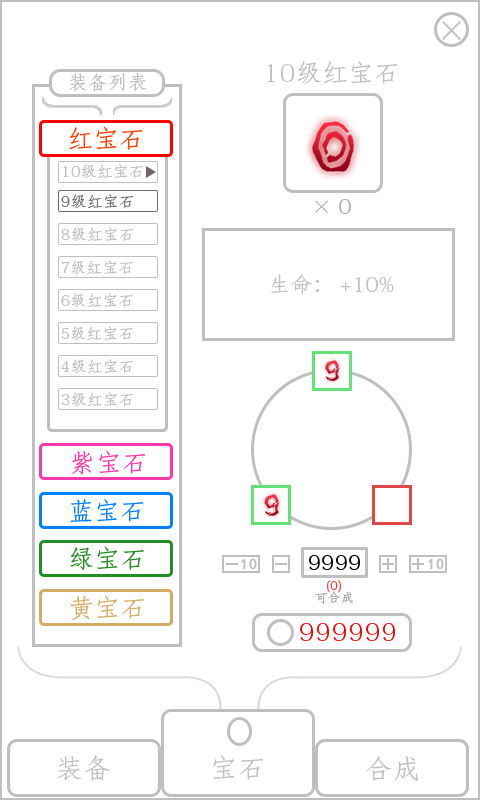 装备列表
红宝石
10级红宝石
9级红宝石
8级红宝石
7级红宝石
6级红宝石
5级红宝石
4级红宝石
3级红宝石
紫宝石
蓝宝石
绿宝石
黄宝石
10级红宝石
× 0
生命： +10%
9
9
−10 − 9999 + +10
(0)
可合成
999999
装备
宝石
合成